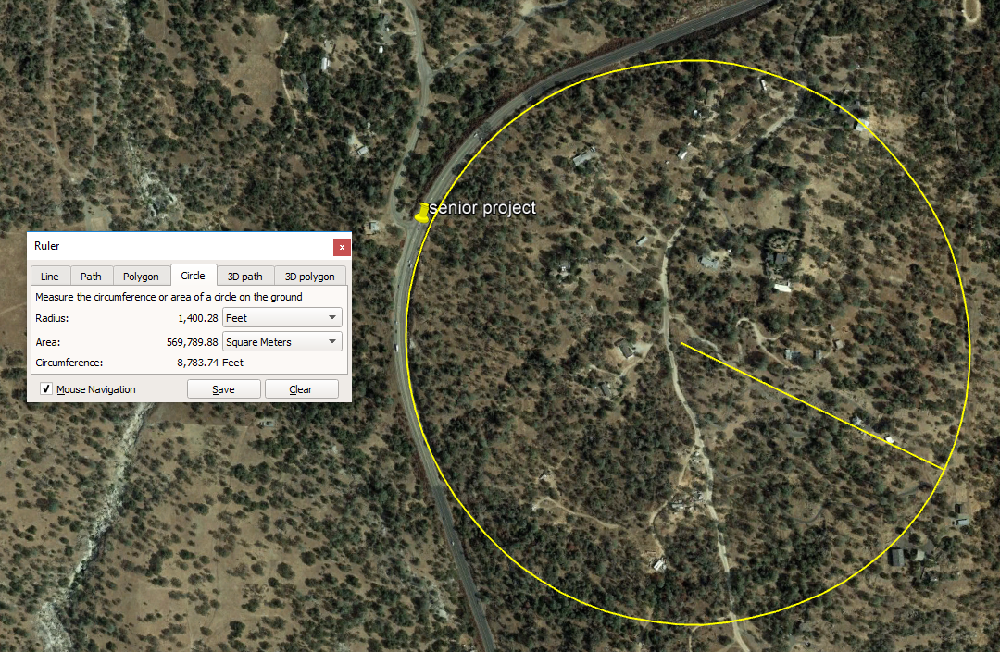 senior project
Ruler
x
Line Path Polygon Circle 3D path 3D polygon
Measure the circumference or area of a circle on the ground
Radius: 1,400.28 Feet
Area: 569,789.88 Square Meters
Circumference: 8,783.74 Feet
Mouse Navigation Save Clear